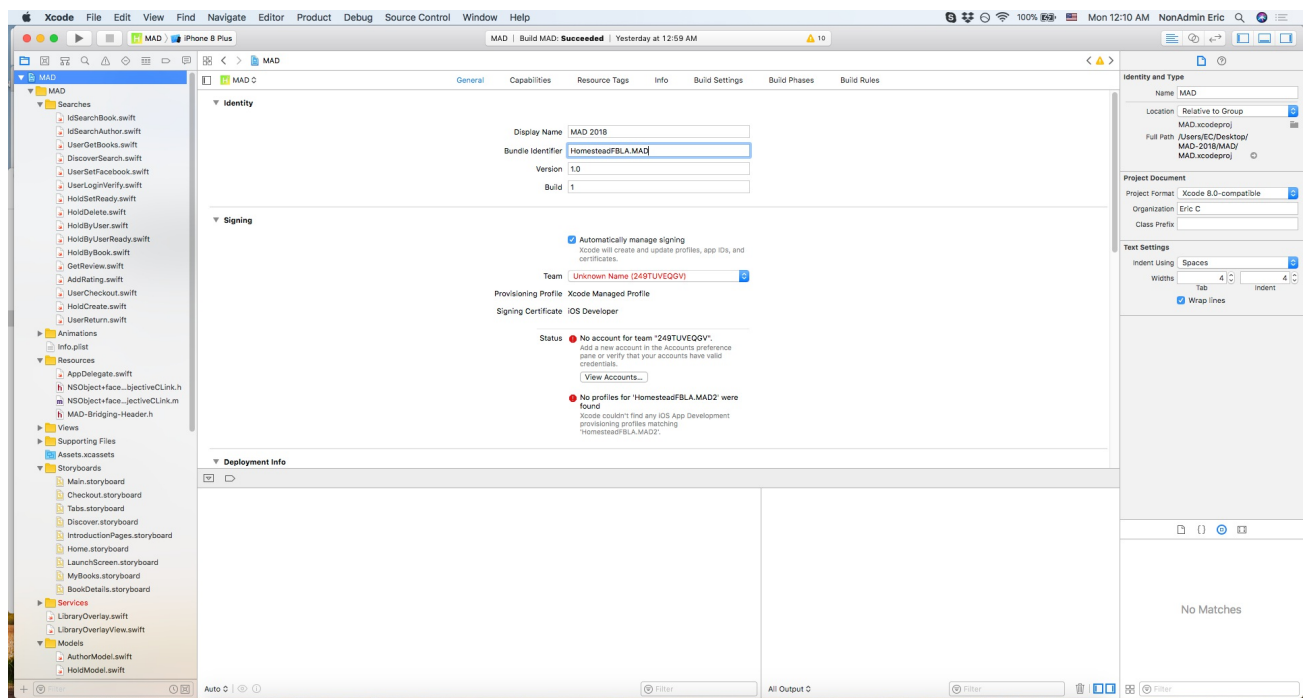 Xcode File Edit View Find Navigate Editor Product Debug Source Control Window Help
100% Mon 12:10 AM NonAdmin Eric
MAD iPhone 8 Plus
MAD | Build MAD: Succeeded | Yesterday at 12:59 AM
10
MAD
MAD
Searches
IdSearchBook.swift
IdSearchAuthor.swift
UserGetBooks.swift
DiscoverSearch.swift
UserSetFacebook.swift
UserLoginVerify.swift
HoldSetReady.swift
HoldDelete.swift
HoldByUser.swift
HoldByUserReady.swift
HoldByBook.swift
GetReview.swift
AddRating.swift
UserCheckout.swift
HoldCreate.swift
UserReturn.swift
Animations
Info.plist
Resources
AppDelegate.swift
NSObject+face...bjectiveCLink.h
NSObject+face...bjectiveCLink.m
MAD-Bridging-Header.h
Views
Supporting Files
Assets.xcassets
Storyboards
Main.storyboard
Checkout.storyboard
Tabs.storyboard
Discover.storyboard
IntroductionPages.storyboard
Home.storyboard
LaunchScreen.storyboard
MyBooks.storyboard
BookDetails.storyboard
Services
LibraryOverlay.swift
LibraryOverlayView.swift
Models
AuthorModel.swift
HoldModel.swift
Filter
MAD
MAD
General Capabilities Resource Tags Info Build Settings Build Phases Build Rules
Identity
Display Name MAD 2018
Bundle Identifier HomesteadFBLA.MAD
Version 1.0
Build 1
Signing
Automatically manage signing
Xcode will create and update profiles, app IDs, and
certificates.
Team Unknown Name (249TUVEQGV)
Provisioning Profile Xcode Managed Profile
Signing Certificate iOS Developer
Status No account for team "249TUVEQGV".
Add a new account in the Accounts preference
pane or verify that your accounts have valid
credentials.
View Accounts...
No profiles for 'HomesteadFBLA.MAD2' were
found
Xcode couldn't find any iOS App Development
provisioning profiles matching
'HomesteadFBLA.MAD2'.
Deployment Info
Auto
Filter
All Output
Filter
Identity and Type
Name MAD
Location Relative to Group
MAD.xcodeproj
Full Path /Users/EC/Desktop/
MAD-2018/MAD/
MAD.xcodeproj
Project Document
Project Format Xcode 8.0-compatible
Organization Eric C
Class Prefix
Text Settings
Indent Using Spaces
Widths 4 4
Tab Indent
Wrap lines
No Matches
Filter